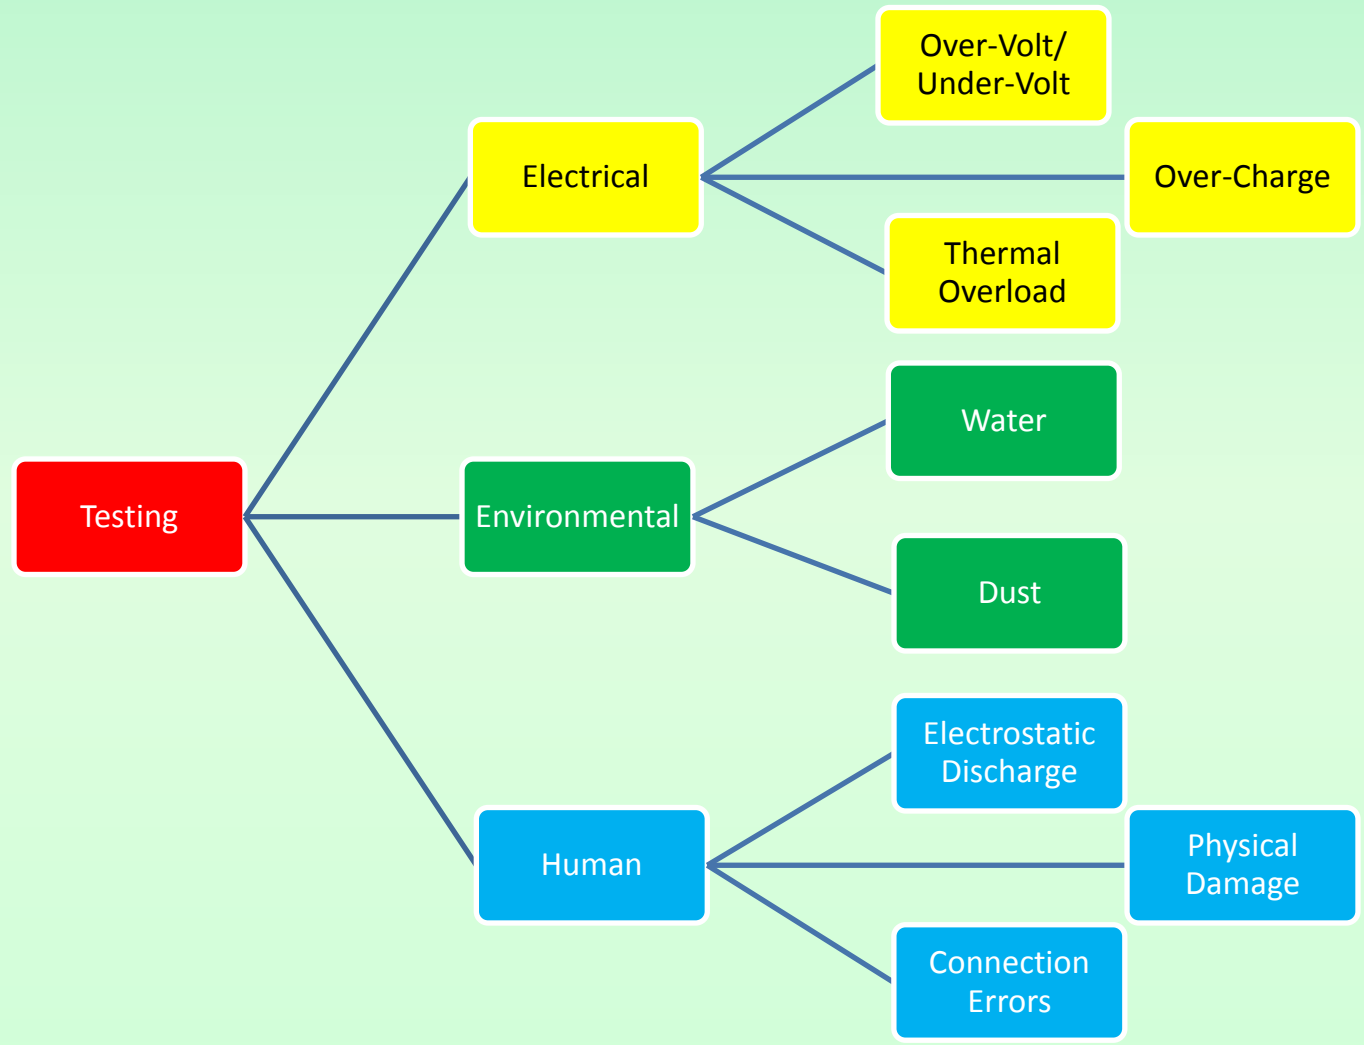 Testing
Electrical
Over-Volt/
Under-Volt
Over-Charge
Thermal
Overload
Environmental
Water
Dust
Human
Electrostatic
Discharge
Physical
Damage
Connection
Errors